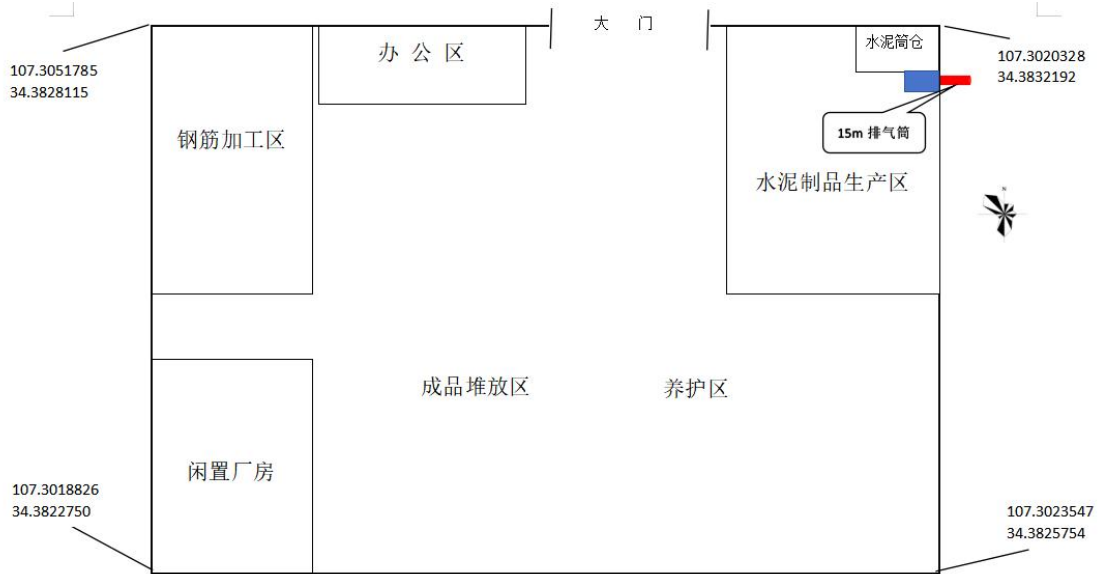 大 门
办 公 区
水泥筒仓
107.3051785
34.3828115
107.3020328
34.3832192
钢筋加工区
15m 排气筒
水泥制品生产区
N
成品堆放区
养护区
闲置厂房
107.3018826
34.3822750
107.3023547
34.3825754